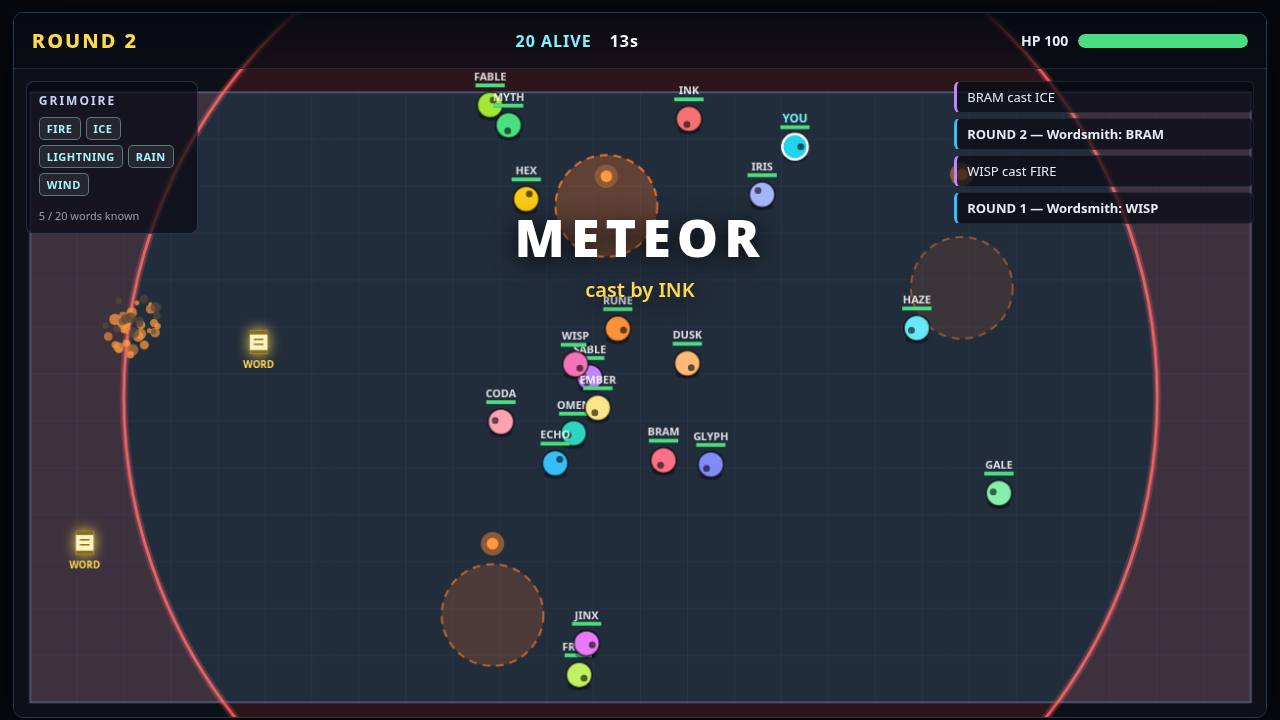 ROUND 2
20 ALIVE 13s
HP 100
GRIMOIRE
FIRE ICE
LIGHTNING RAIN
WIND
5 / 20 words known
BRAM cast ICE
ROUND 2 — Wordsmith: BRAM
WISP cast FIRE
ROUND 1 — Wordsmith: WISP
FABLE
MYTH
INK
YOU
HEX
IRIS
METEOR
cast by INK
RUNE
HAZE
WISP
SABLE
DUSK
EMBER
CODA
OMEN
ECHO
BRAM
GLYPH
GALE
WORD
WORD
JINX